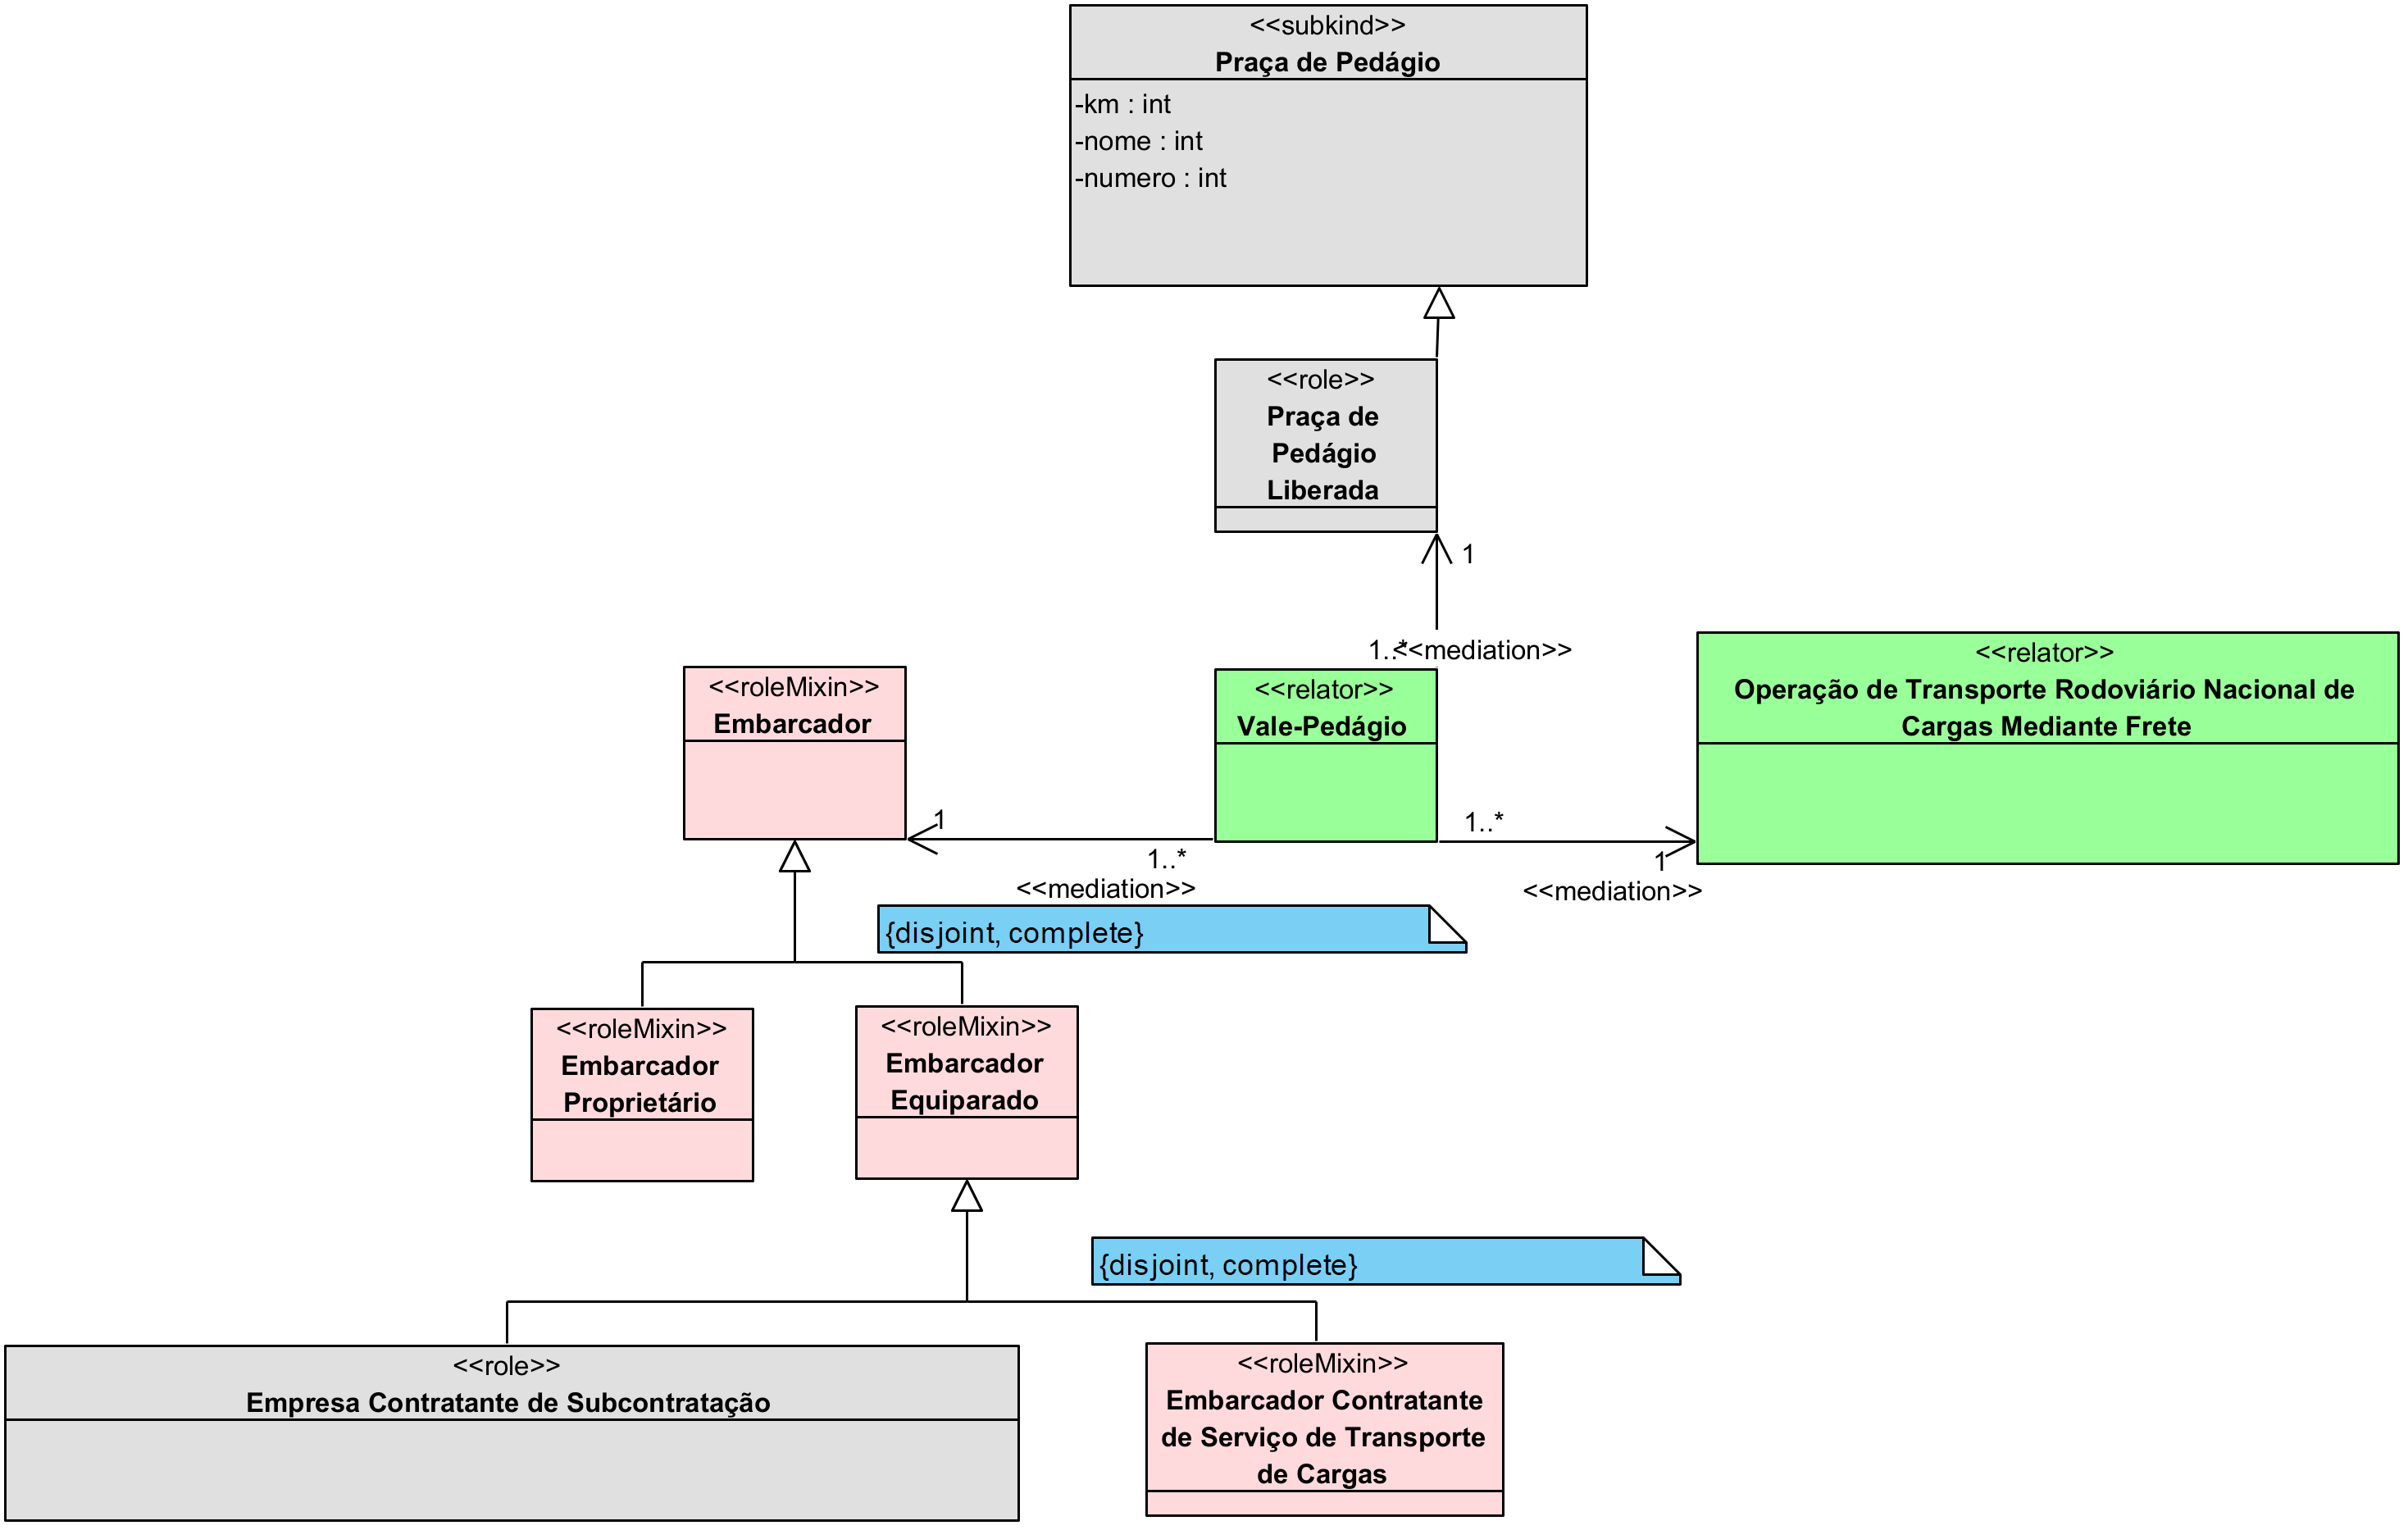 <<subkind>>
Praça de Pedágio
-km : int
-nome : int
-numero : int
<<role>>
Praça de
Pedágio
Liberada
1
1..*
<<mediation>>
<<roleMixin>>
Embarcador
<<relator>>
Vale-Pedágio
<<relator>>
Operação de Transporte Rodoviário Nacional de
Cargas Mediante Frete
1
1..*
<<mediation>>
1..*
1
<<mediation>>
{disjoint, complete}
<<roleMixin>>
Embarcador
Proprietário
<<roleMixin>>
Embarcador
Equiparado
{disjoint, complete}
<<role>>
Empresa Contratante de Subcontratação
<<roleMixin>>
Embarcador Contratante
de Serviço de Transporte
de Cargas